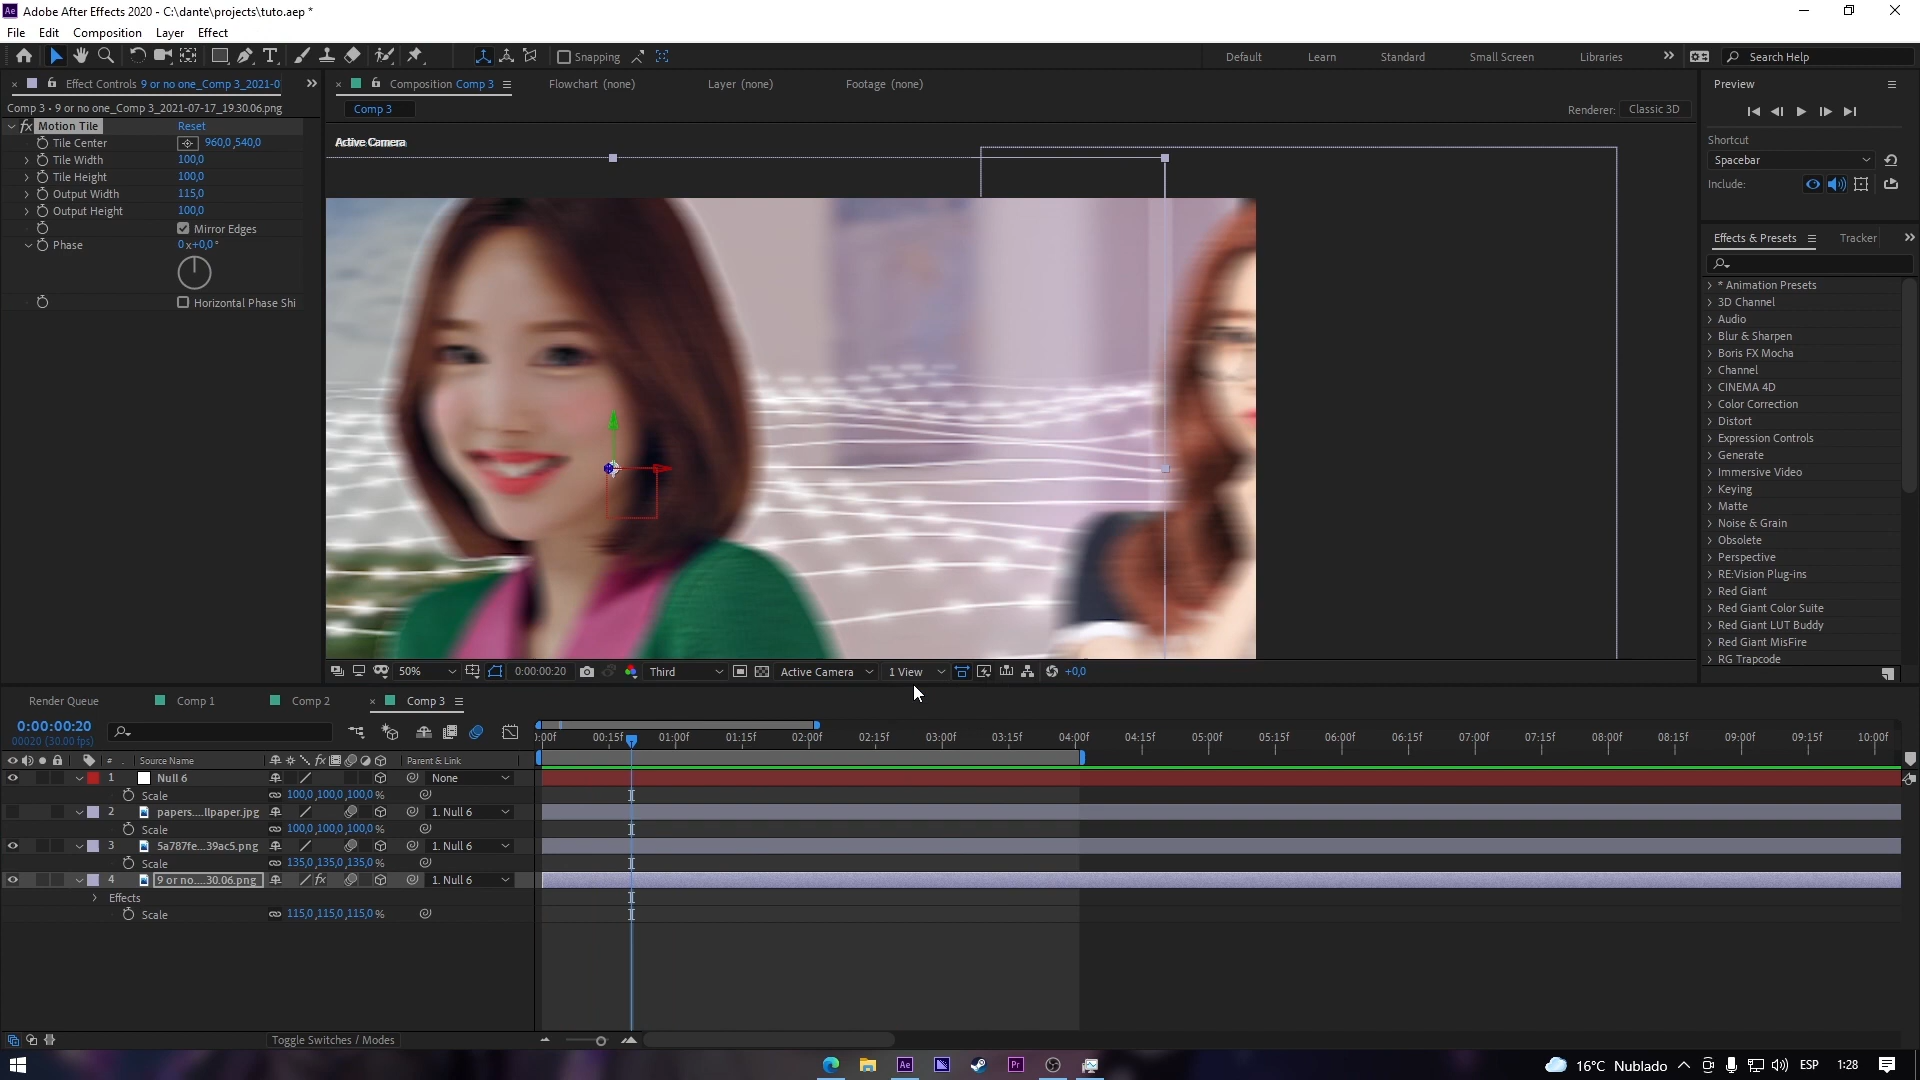 Adobe After Effects 2020 - C:\dante\projects\tuto.aep *
File Edit Composition Layer Effect
Snapping
Default Learn Standard Small Screen Libraries
Search Help
Effect Controls 9 or no one_Comp 3_2021-0
Comp 3 • 9 or no one_Comp 3_2021-07-17_19.30.06.png
fx Motion Tile Reset
Tile Center 960,0,540,0
Tile Width 100,0
Tile Height 100,0
Output Width 115,0
Output Height 100,0
Mirror Edges
Phase 0x+0,0°
Horizontal Phase Shi
Composition Comp 3
Flowchart (none)
Layer (none)
Footage (none)
Comp 3
Renderer: Classic 3D
Active Camera
50%
0:00:00:20
Third
Active Camera
1 View
+0,0
Preview
Shortcut
Spacebar
Include:
Effects & Presets
Tracker
* Animation Presets
3D Channel
Audio
Blur & Sharpen
Boris FX Mocha
Channel
CINEMA 4D
Color Correction
Distort
Expression Controls
Generate
Immersive Video
Keying
Matte
Noise & Grain
Obsolete
Perspective
RE:Vision Plug-ins
Red Giant
Red Giant Color Suite
Red Giant LUT Buddy
Red Giant MisFire
RG Trapcode
Render Queue
Comp 1
Comp 2
Comp 3
0:00:00:20
00020 (30.00 fps)
):00f 00:15f 01:00f 01:15f 02:00f 02:15f 03:00f 03:15f 04:00f 04:15f 05:00f 05:15f 06:00f 06:15f 07:00f 07:15f 08:00f 08:15f 09:00f 09:15f 10:00f
# Source Name fx Parent & Link
1 Null 6 None
Scale 100,0,100,0,100,0 %
2 papers....llpaper.jpg 1. Null 6
Scale 100,0,100,0,100,0 %
3 5a787fe...39ac5.png 1. Null 6
Scale 135,0,135,0,135,0 %
4 9 or no....30.06.png fx 1. Null 6
Effects
Scale 115,0,115,0,115,0 %
Toggle Switches / Modes
16°C Nublado
ESP
1:28